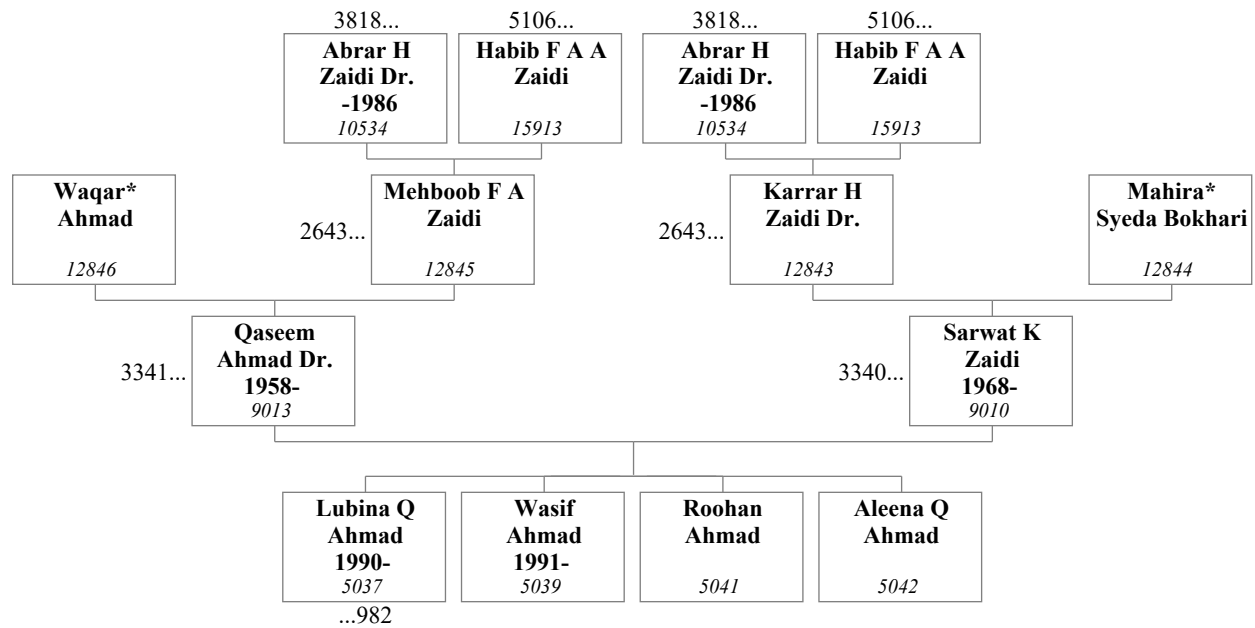 3818...
5106...
3818...
5106...
Abrar H
Zaidi Dr.
-1986
10534
Habib F A A
Zaidi
15913
Abrar H
Zaidi Dr.
-1986
10534
Habib F A A
Zaidi
15913
Waqar*
Ahmad
12846
2643...
Mehboob F A
Zaidi
12845
2643...
Karrar H
Zaidi Dr.
12843
Mahira*
Syeda Bokhari
12844
3341...
Qaseem
Ahmad Dr.
1958-
9013
3340...
Sarwat K
Zaidi
1968-
9010
Lubina Q
Ahmad
1990-
5037
Wasif
Ahmad
1991-
5039
Roohan
Ahmad
5041
Aleena Q
Ahmad
5042
...982